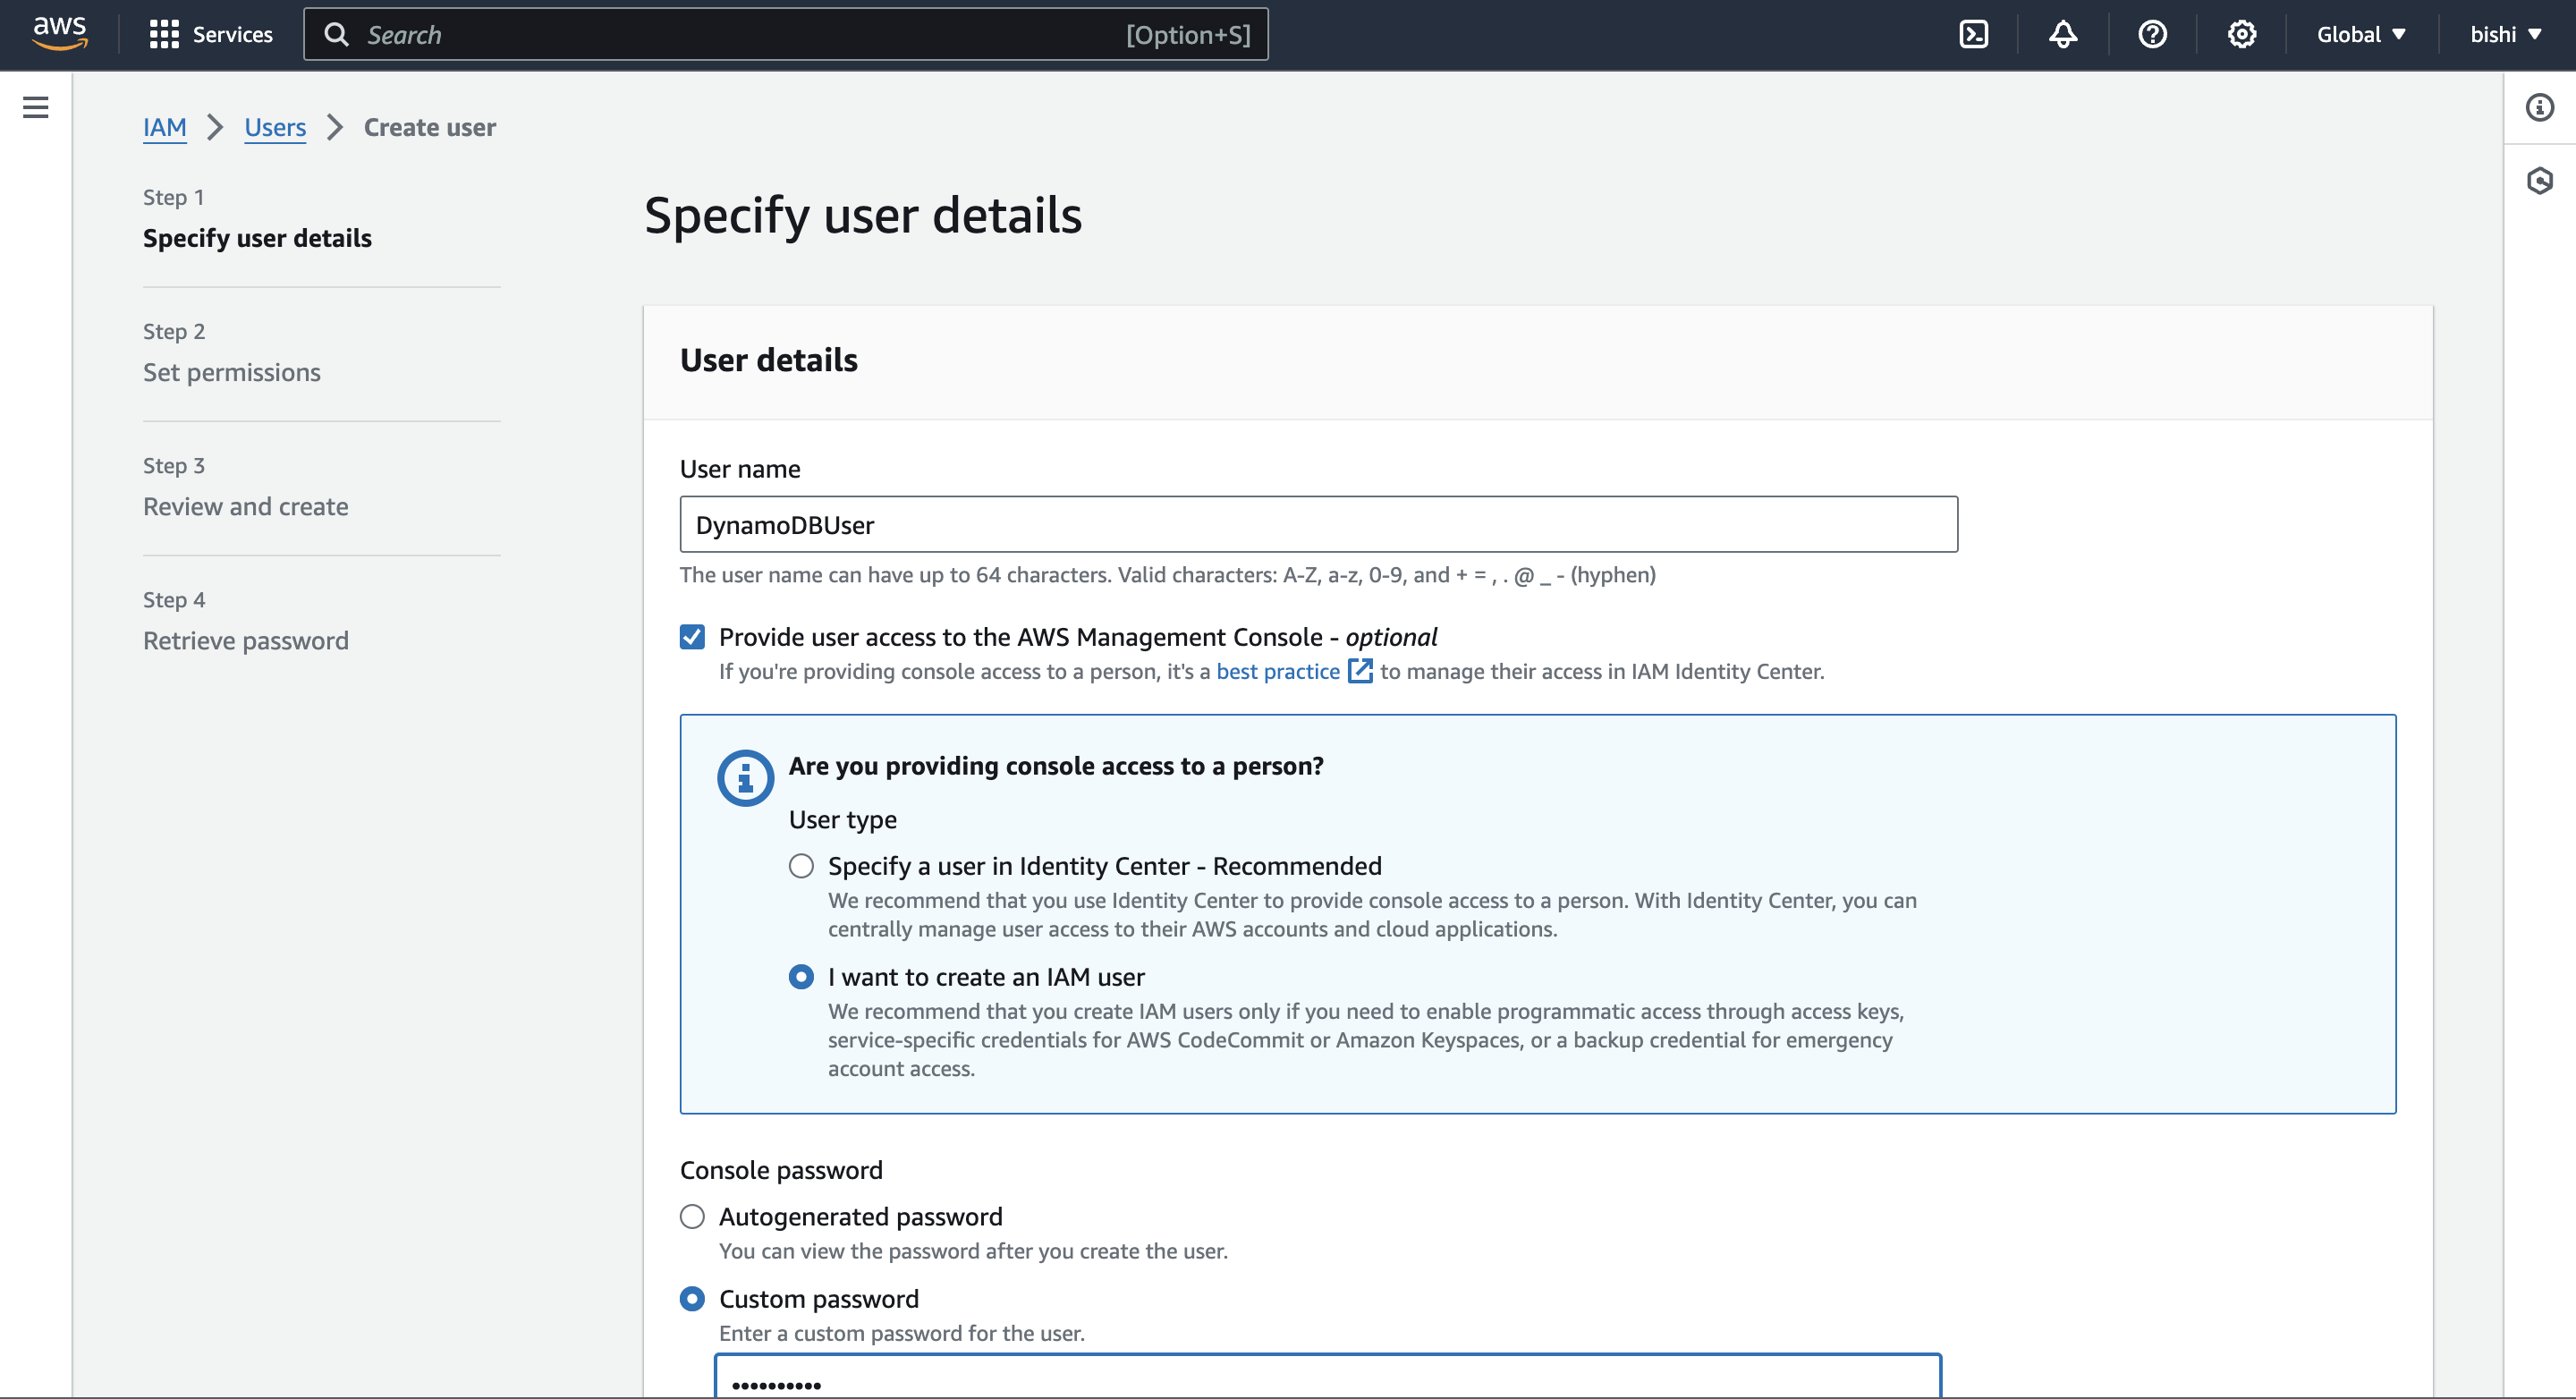 aws Services Search [Option+S] Global bishi
IAM Users Create user
Step 1
Specify user details
Step 2
Set permissions
Step 3
Review and create
Step 4
Retrieve password
Specify user details
User details
User name
DynamoDBUser
The user name can have up to 64 characters. Valid characters: A-Z, a-z, 0-9, and + = , . @ _ - (hyphen)
Provide user access to the AWS Management Console - optional
If you're providing console access to a person, it's a best practice to manage their access in IAM Identity Center.
Are you providing console access to a person?
User type
Specify a user in Identity Center - Recommended
We recommend that you use Identity Center to provide console access to a person. With Identity Center, you can
centrally manage user access to their AWS accounts and cloud applications.
I want to create an IAM user
We recommend that you create IAM users only if you need to enable programmatic access through access keys,
service-specific credentials for AWS CodeCommit or Amazon Keyspaces, or a backup credential for emergency
account access.
Console password
Autogenerated password
You can view the password after you create the user.
Custom password
Enter a custom password for the user.
••••••••••